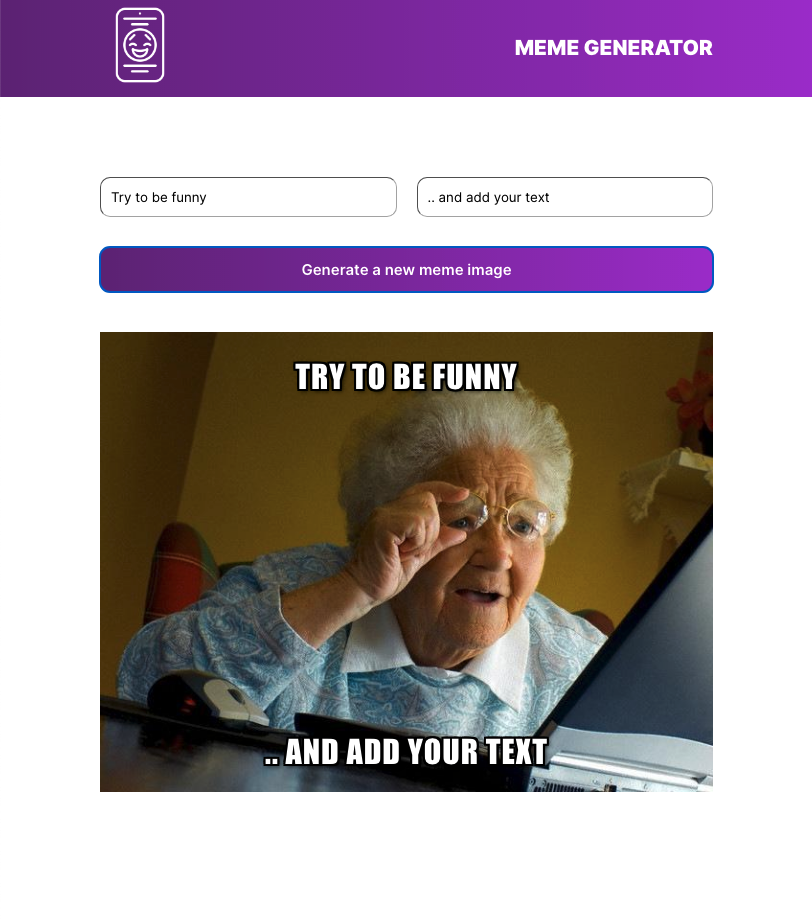 MEME GENERATOR
Try to be funny
.. and add your text
Generate a new meme image
TRY TO BE FUNNY
.. AND ADD YOUR TEXT